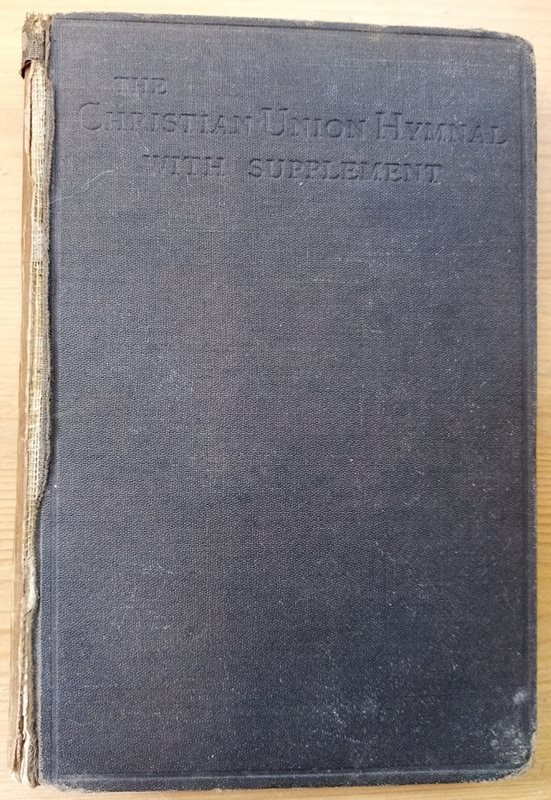 THE
CHRISTIAN UNION HYMNAL
WITH SUPPLEMENT